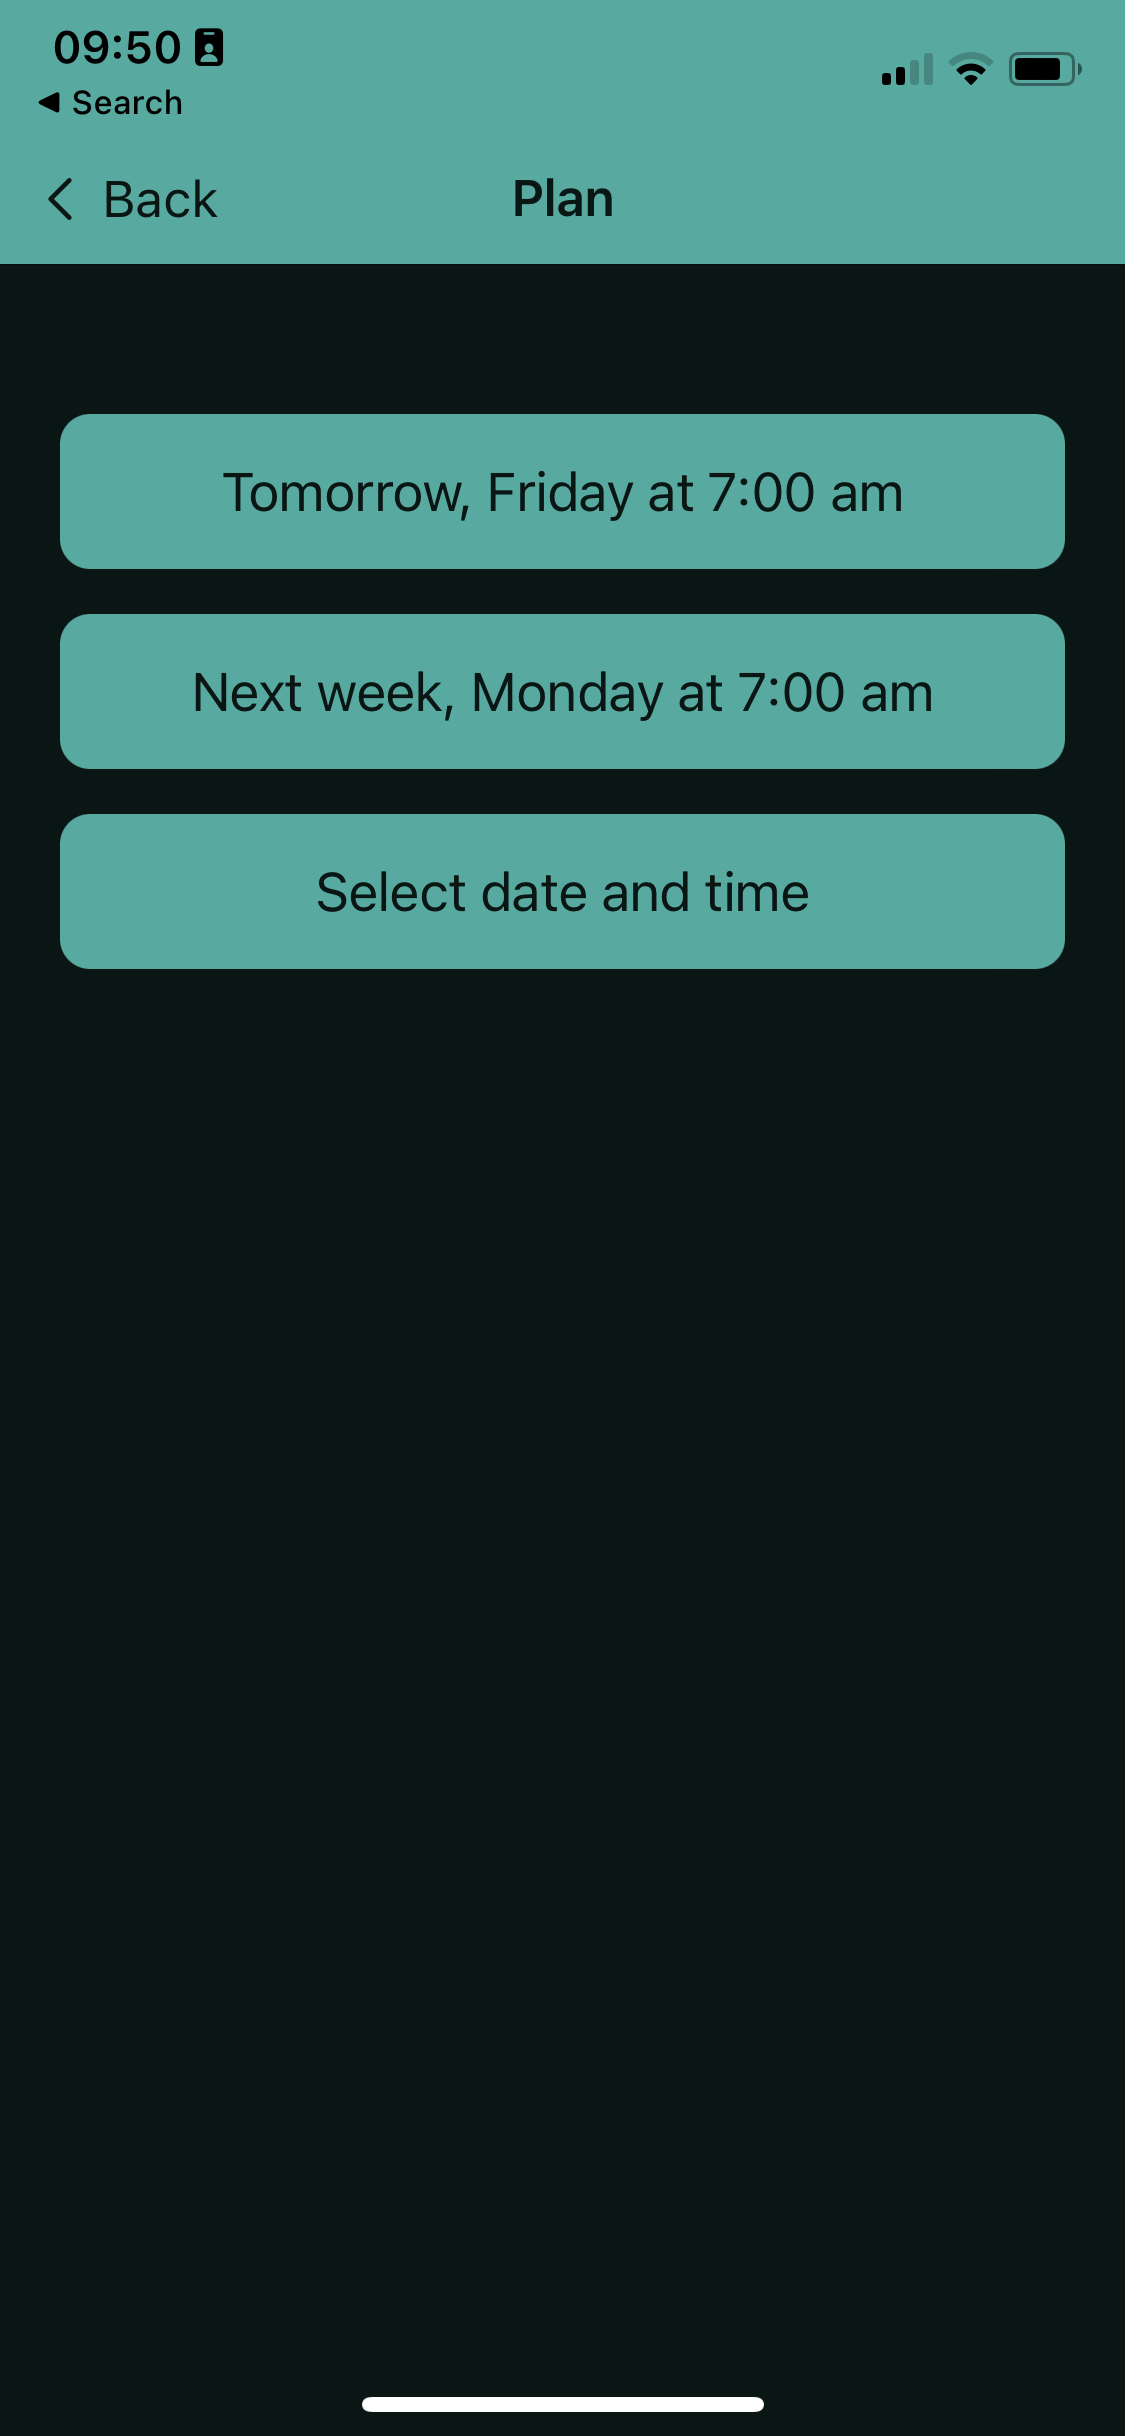 09:50
Search
Back
Plan
Tomorrow, Friday at 7:00 am
Next week, Monday at 7:00 am
Select date and time